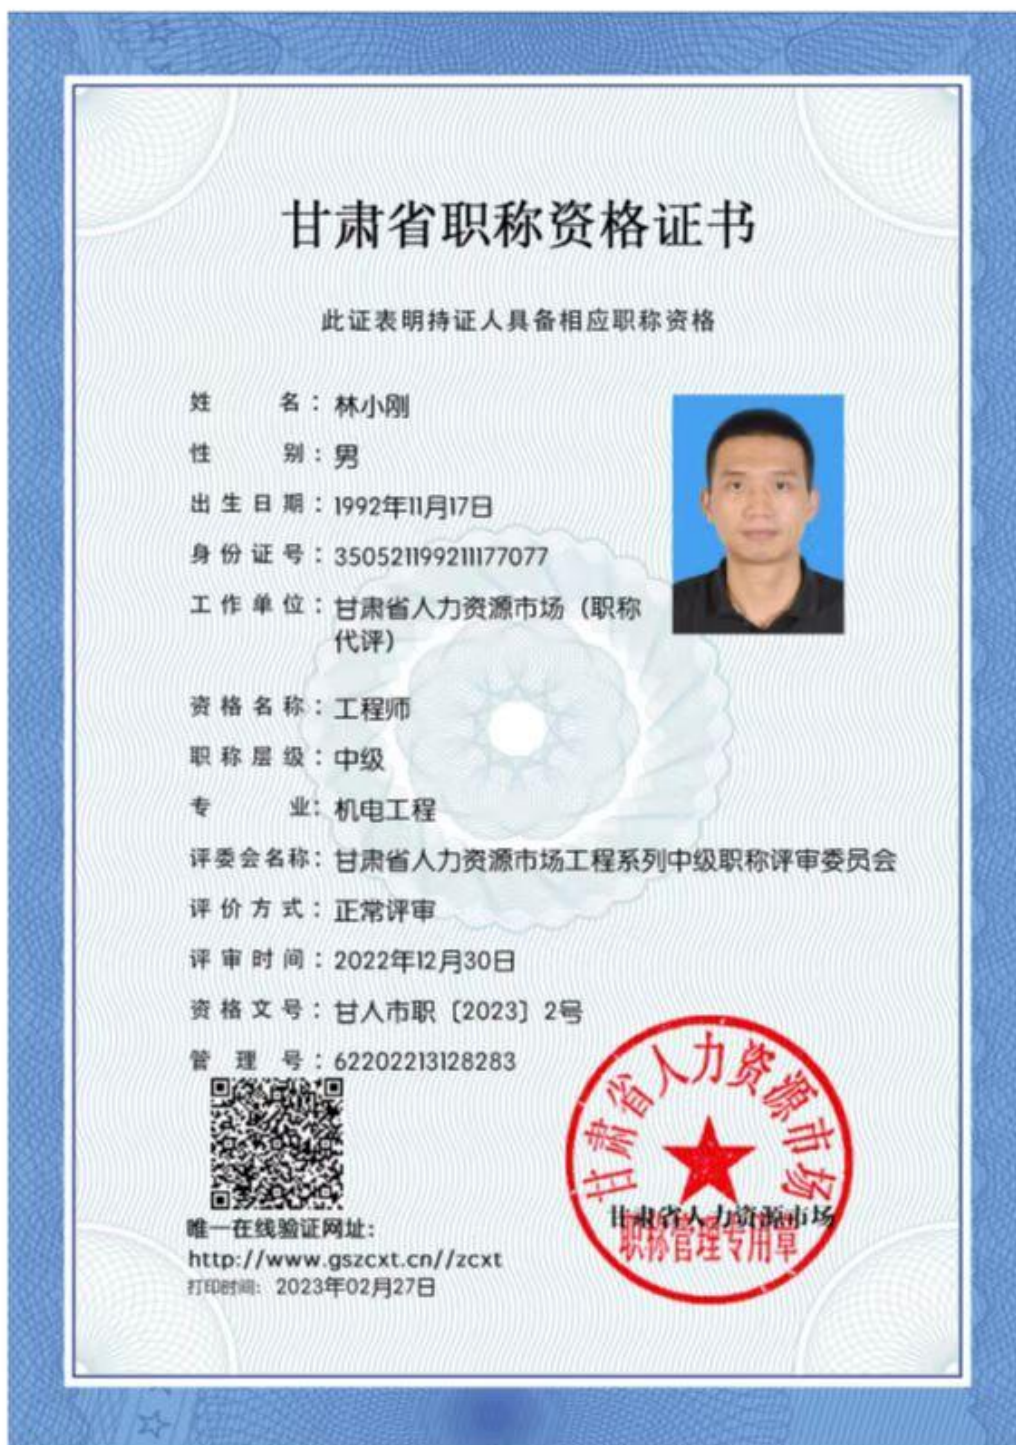 甘肃省职称资格证书
此证表明持证人具备相应职称资格
姓名：林小刚
性别：男
出生日期：1992年11月17日
身份证号：350521199211177077
工作单位：甘肃省人力资源市场（职称
代评）
资格名称：工程师
职称层级：中级
专业：机电工程
评委会名称：甘肃省人力资源市场工程系列中级职称评审委员会
评价方式：正常评审
评审时间：2022年12月30日
资格文号：甘人市职〔2023〕2号
管理号：62202213128283
甘肃省人力资源市场
甘肃省人力资源市场
职称管理专用章
唯一在线验证网址：
http://www.gszcxt.cn//zcxt
打印时间：2023年02月27日